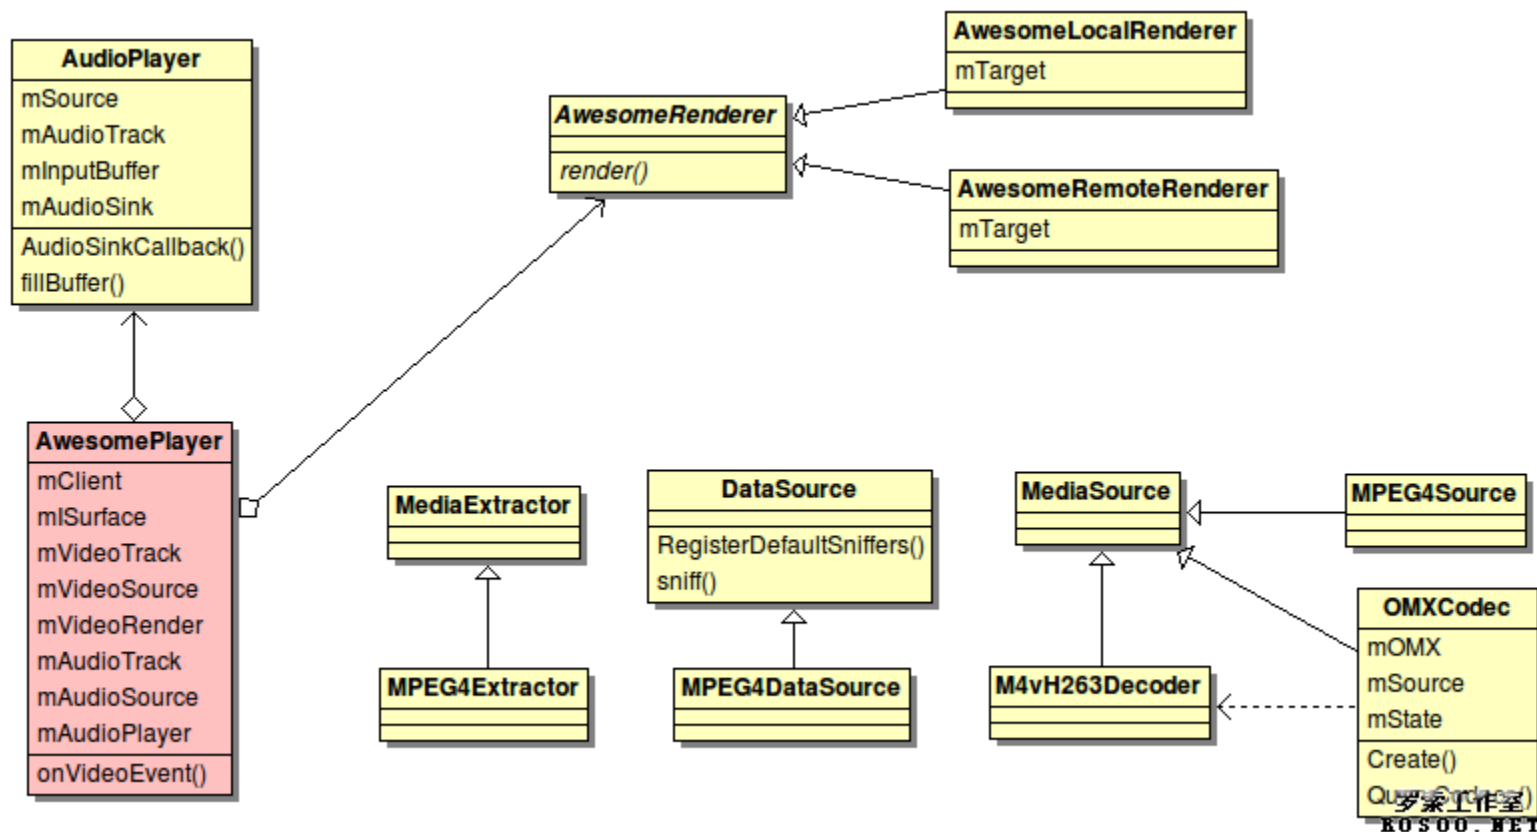 AudioPlayer
mSource
mAudioTrack
mInputBuffer
mAudioSink
AudioSinkCallback()
fillBuffer()
AwesomeRenderer
render()
AwesomeLocalRenderer
mTarget
AwesomeRemoteRenderer
mTarget
AwesomePlayer
mClient
mISurface
mVideoTrack
mVideoSource
mVideoRender
mAudioTrack
mAudioSource
mAudioPlayer
onVideoEvent()
MediaExtractor
MPEG4Extractor
DataSource
RegisterDefaultSniffers()
sniff()
MPEG4DataSource
MediaSource
MPEG4Source
M4vH263Decoder
OMXCodec
mOMX
mSource
mState
Create()
罗索工作室
ROSOO.NET